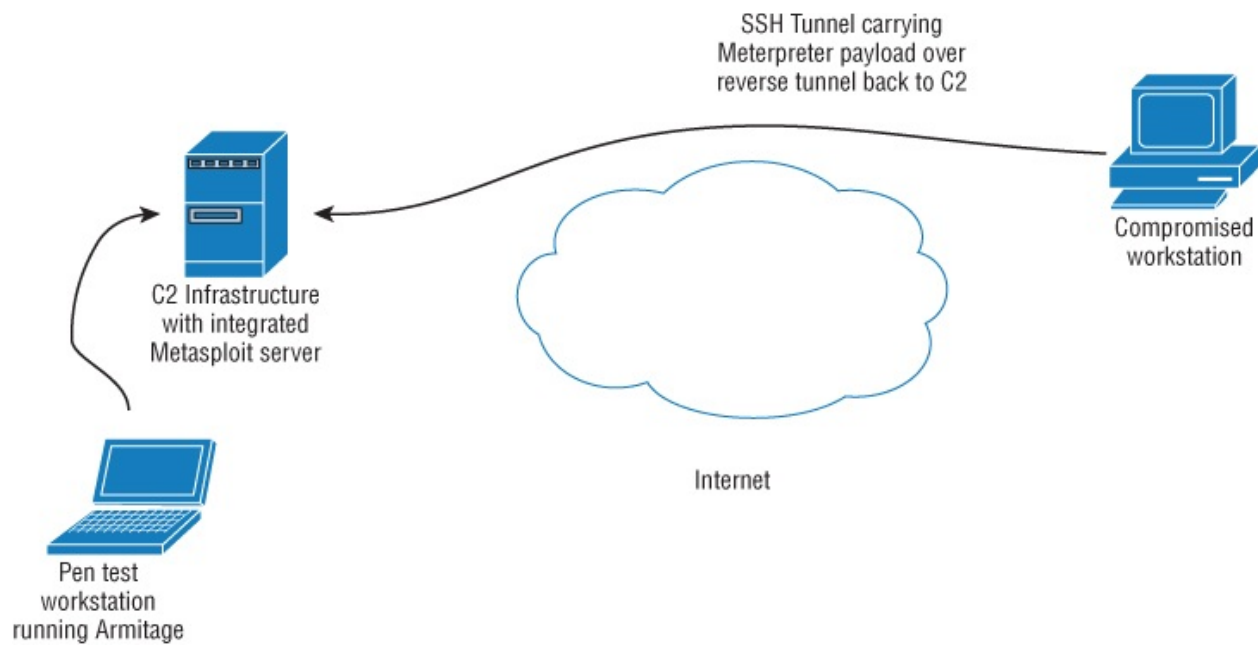 SSH Tunnel carrying
Meterpreter payload over
reverse tunnel back to C2
Compromised
workstation
C2 Infrastructure
with integrated
Metasploit server
Internet
Pen test
workstation
running Armitage